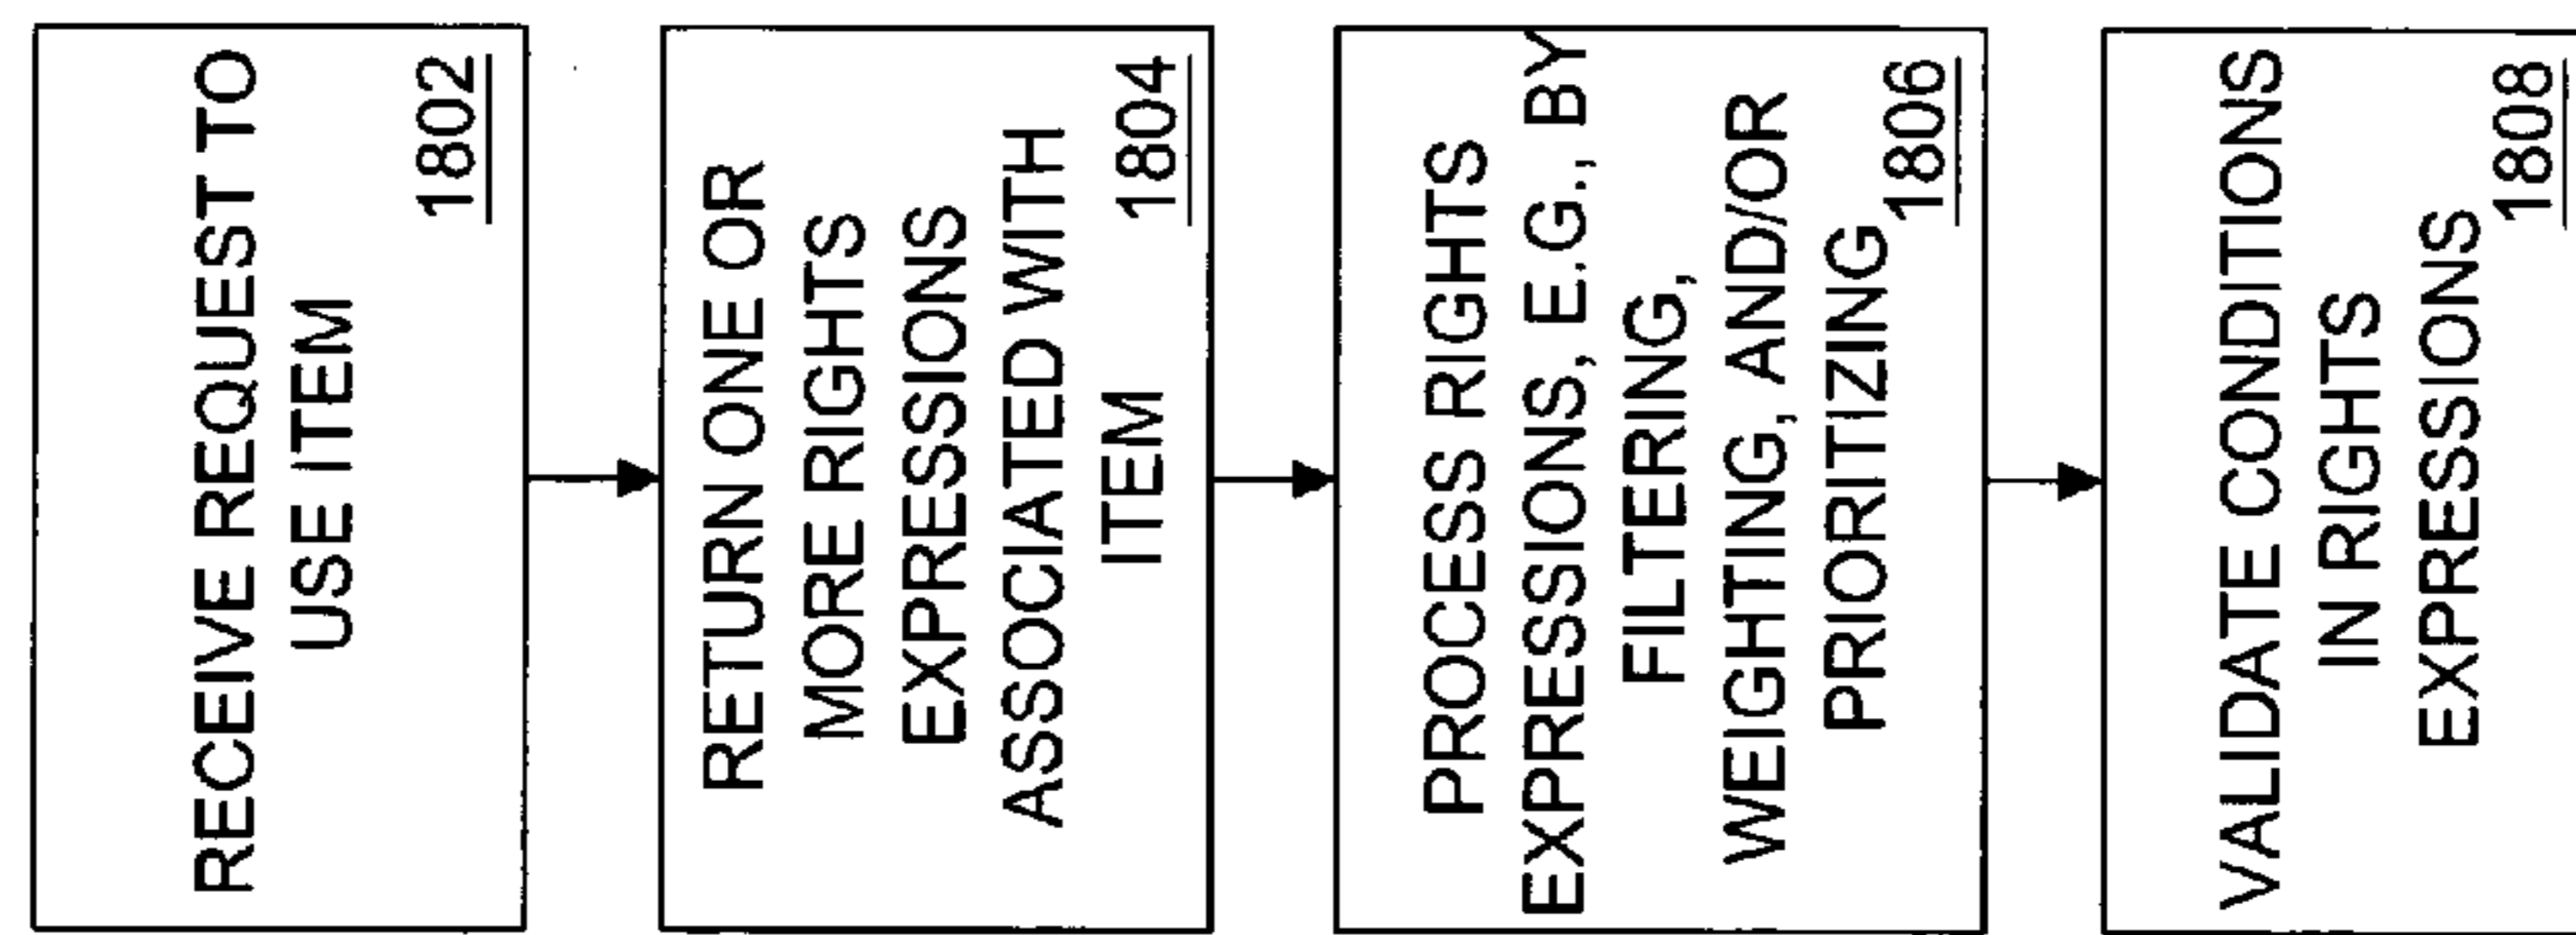 RECEIVE REQUEST TO
USE ITEM
1802
RETURN ONE OR
MORE RIGHTS
EXPRESSIONS
ASSOCIATED WITH
ITEM
1804
PROCESS RIGHTS
EXPRESSIONS, E.G., BY
FILTERING,
WEIGHTING, AND/OR
PRIORITIZING
1806
VALIDATE CONDITIONS
IN RIGHTS
EXPRESSIONS
1808